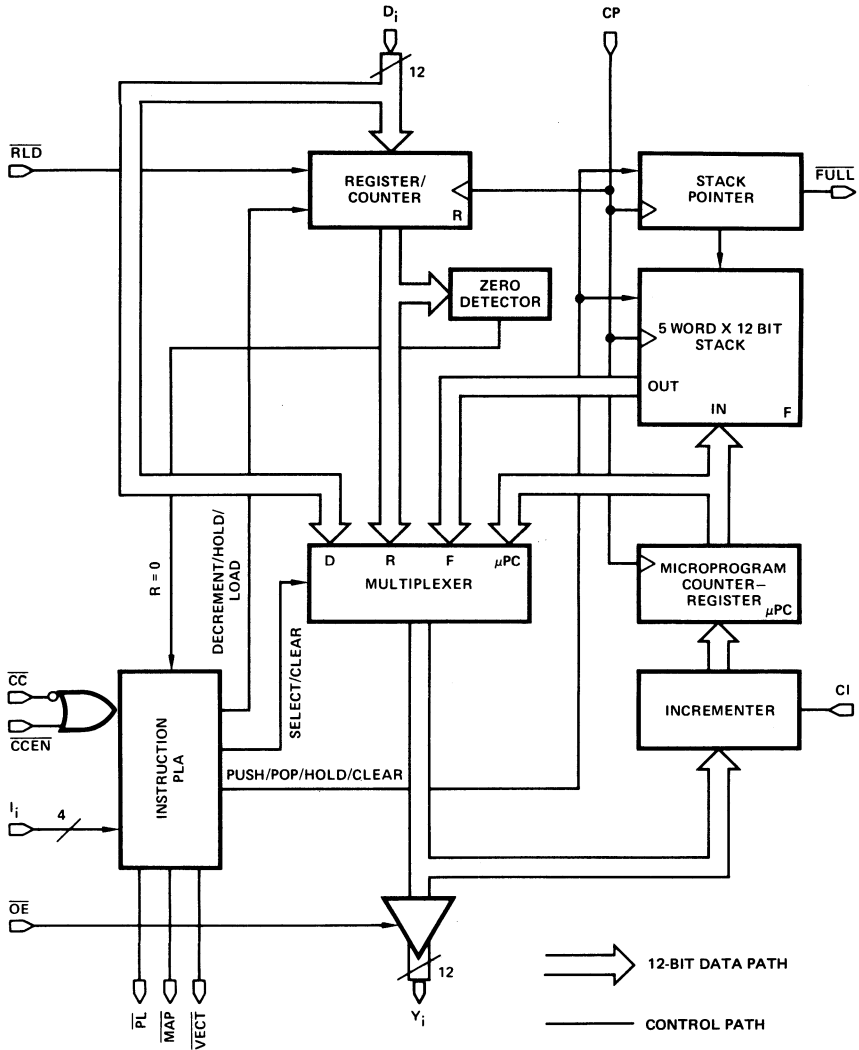 Di
CP
12
RLD
REGISTER/
COUNTER
R
STACK
POINTER
FULL
ZERO
DETECTOR
5 WORD X 12 BIT
STACK
OUT
IN
F
R = 0
DECREMENT/HOLD/
LOAD
D
R
F
μPC
MULTIPLEXER
MICROPROGRAM
COUNTER—
REGISTER
μPC
SELECT/CLEAR
CC
CCEN
INSTRUCTION
PLA
INCREMENTER
CI
PUSH/POP/HOLD/CLEAR
Ii
4
OE
12
PL
MAP
VECT
Yi
12-BIT DATA PATH
CONTROL PATH